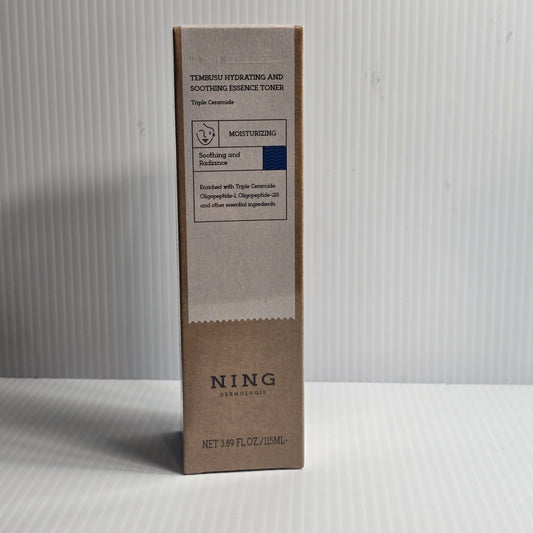 TEMBUSU HYDRATING AND
SOOTHING ESSENCE TONER
Triple Ceramide
MOISTURIZING
Soothing and
Radiance
Enriched with Triple Ceramide,
Oligopeptide-1, Oligopeptide-215
and other essential ingredients.
NING
DERMOLOGIE
NET 3.89 FL.OZ./115ML℮